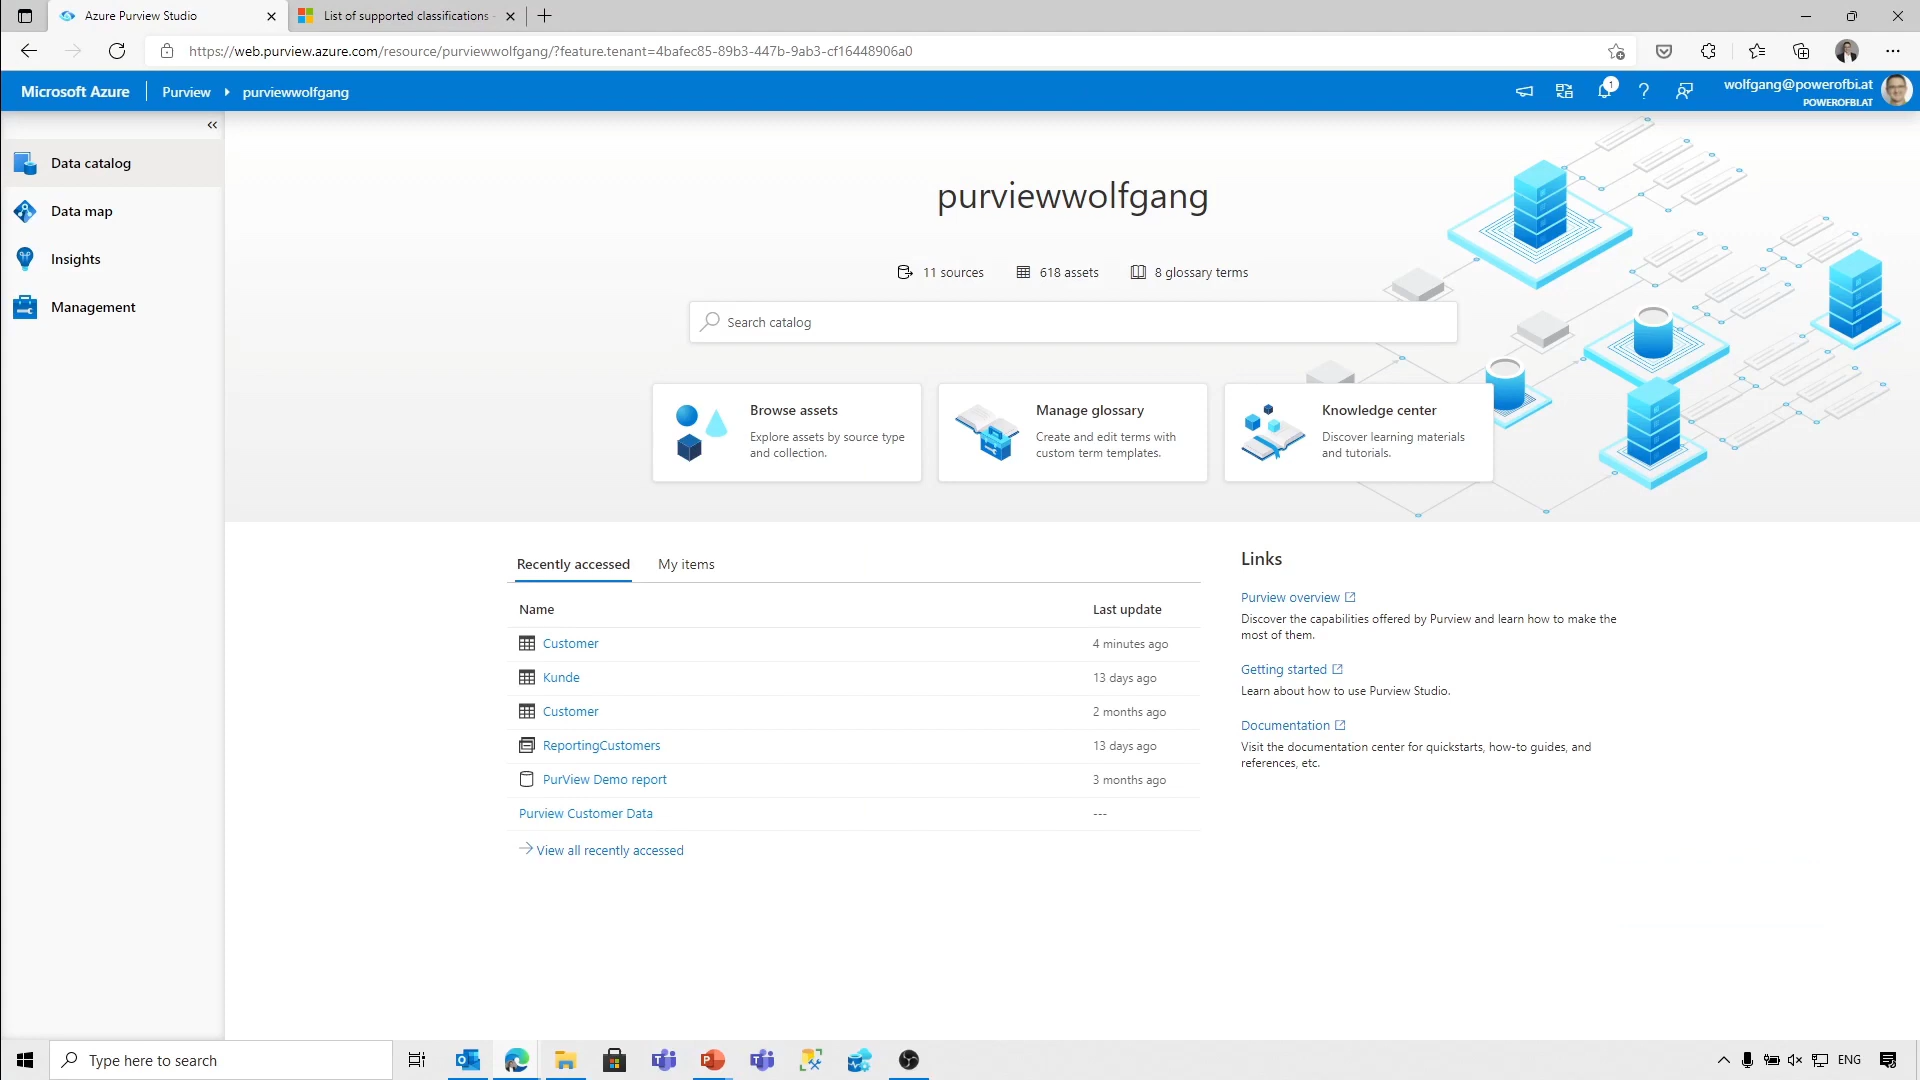 Azure Purview Studio
List of supported classifications -
https://web.purview.azure.com/resource/purviewwolfgang/?feature.tenant=4bafec85-89b3-447b-9ab3-cf16448906a0
Microsoft Azure
Purview
purviewwolfgang
1
wolfgang@powerofbi.at
POWEROFBI.AT
Data catalog
Data map
Insights
Management
purviewwolfgang
11 sources
618 assets
8 glossary terms
Search catalog
Browse assets
Explore assets by source type
and collection.
Manage glossary
Create and edit terms with
custom term templates.
Knowledge center
Discover learning materials
and tutorials.
Recently accessed
My items
Name
Last update
Customer
4 minutes ago
Kunde
13 days ago
Customer
2 months ago
ReportingCustomers
13 days ago
PurView Demo report
3 months ago
Purview Customer Data
---
View all recently accessed
Links
Purview overview
Discover the capabilities offered by Purview and learn how to make the
most of them.
Getting started
Learn about how to use Purview Studio.
Documentation
Visit the documentation center for quickstarts, how-to guides, and
references, etc.
Type here to search
ENG